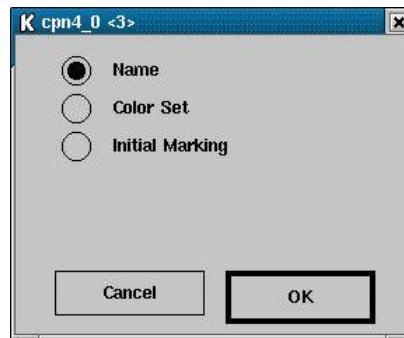 K cpn4_0 <3>
Name
Color Set
Initial Marking
Cancel OK